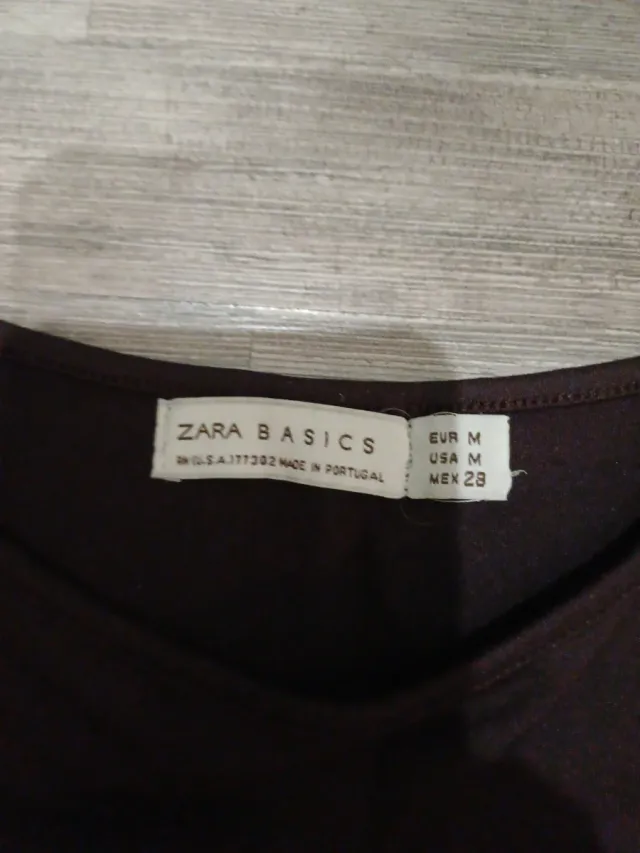 ZARA BASICS
RN(U.S.A.)77302 MADE IN PORTUGAL
EUR M
USA M
MEX 28